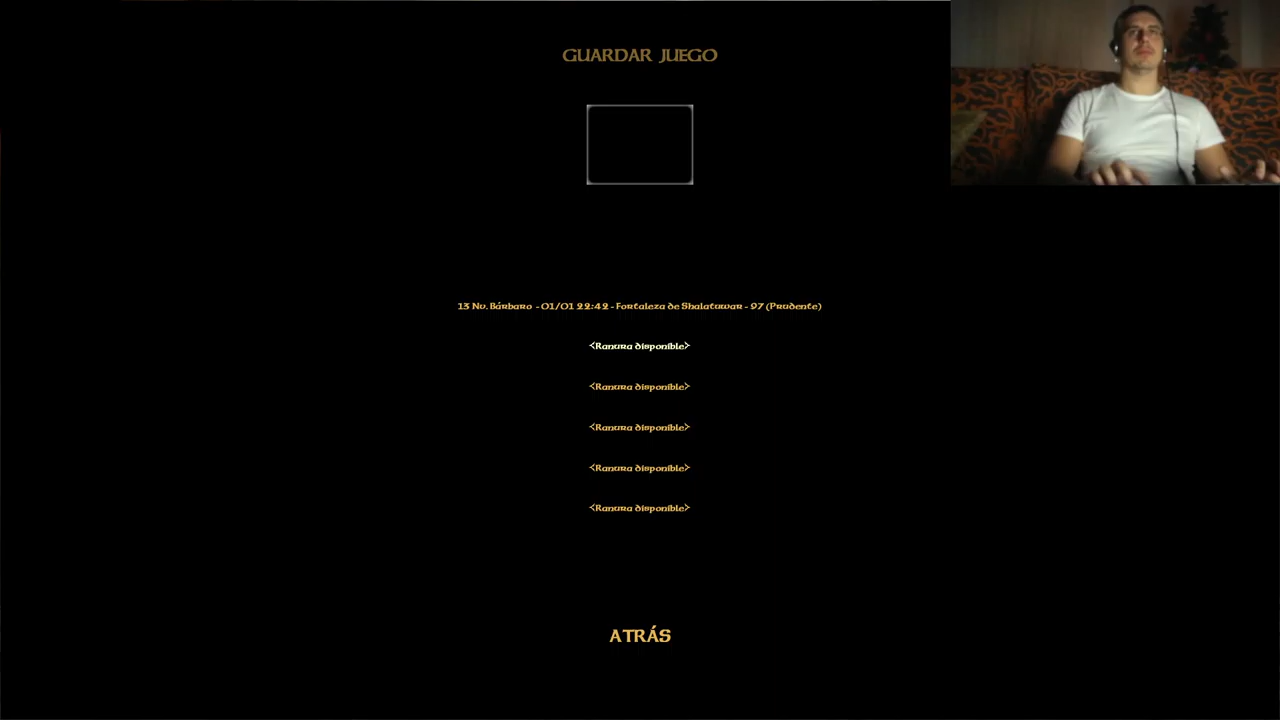 GUARDAR JUEGO
13 Nv. Bárbaro - 01/01 22:42 - Fortaleza de Shalatuwar - 97 (Prudente)
<Ranura disponible>
<Ranura disponible>
<Ranura disponible>
<Ranura disponible>
<Ranura disponible>
ATRÁS